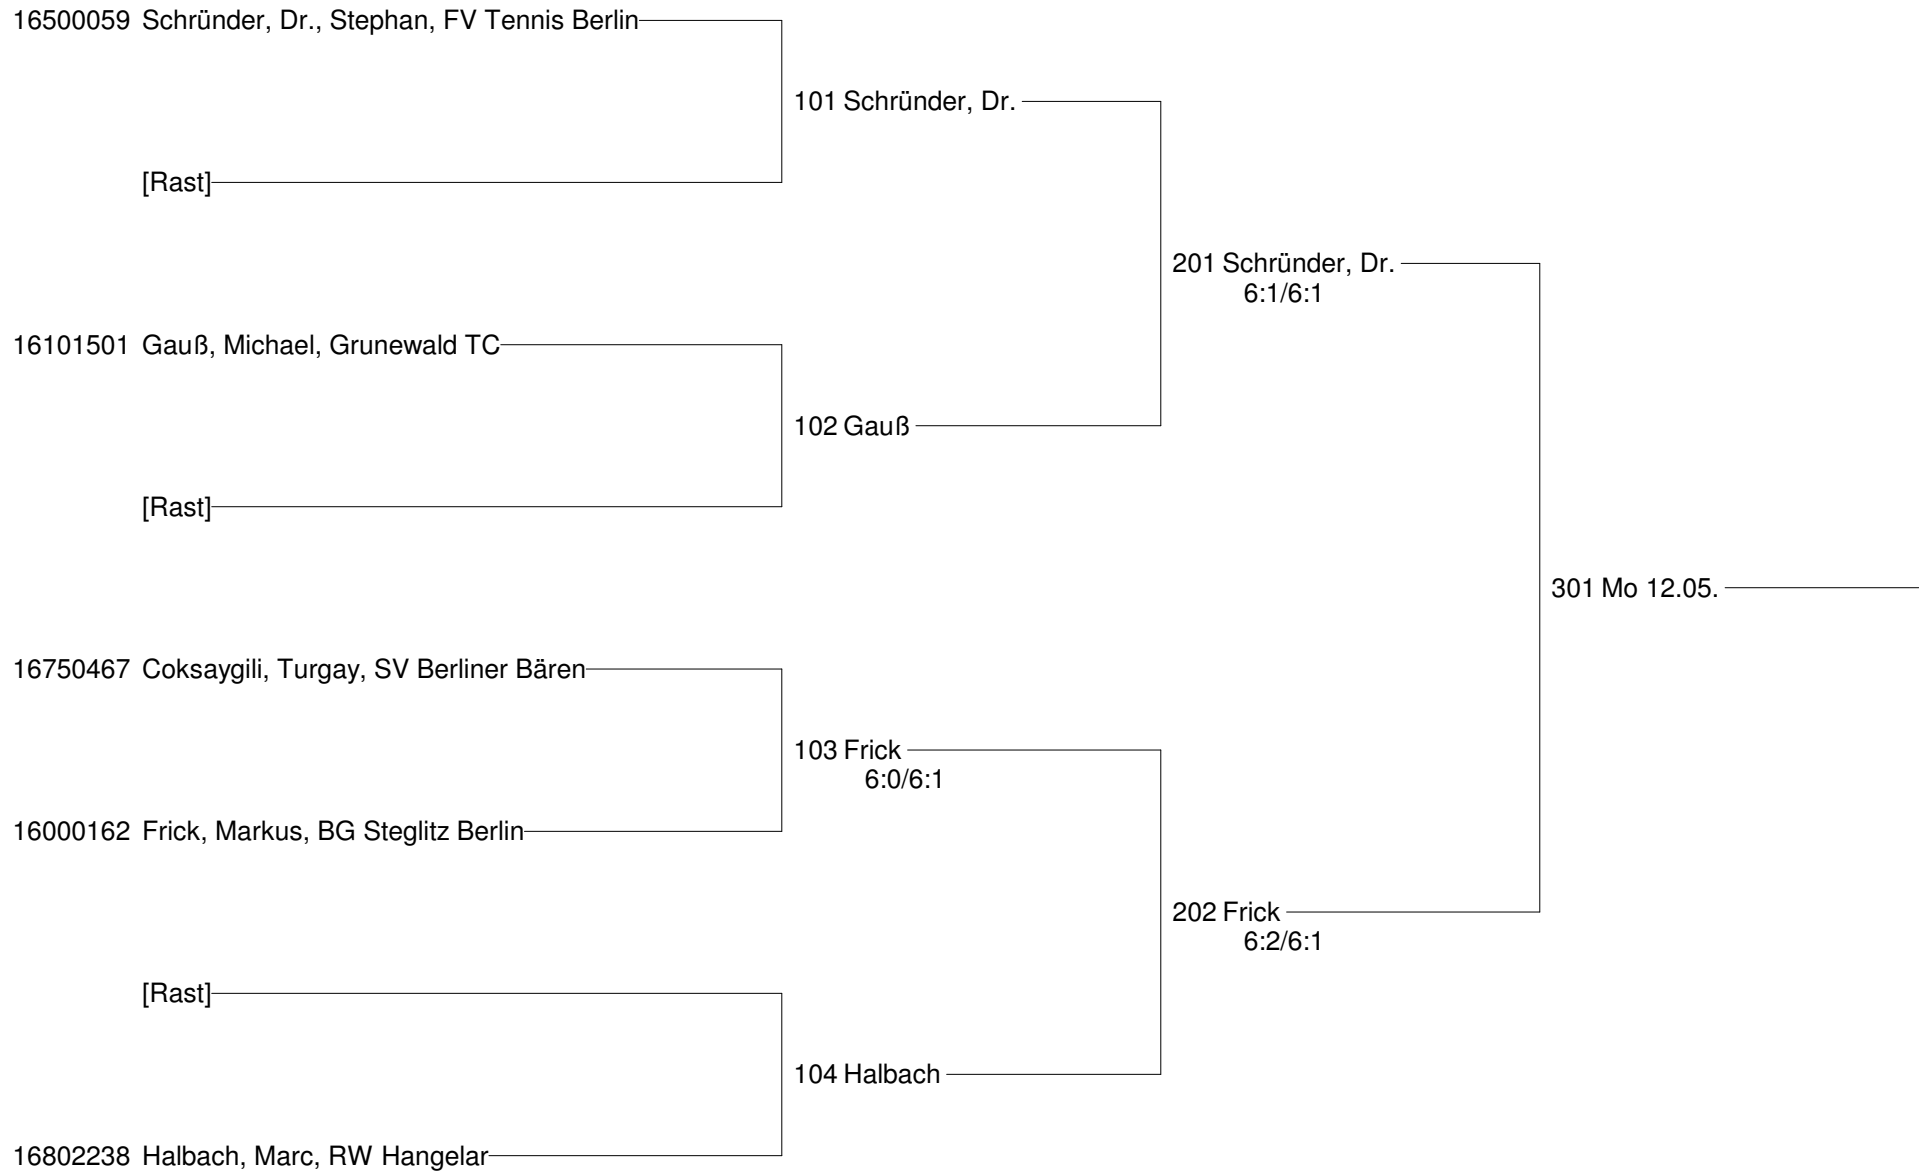 16500059 Schründer, Dr., Stephan, FV Tennis Berlin
101 Schründer, Dr.
[Rast]
201 Schründer, Dr.
6:1/6:1
16101501 Gauß, Michael, Grunewald TC
102 Gauß
[Rast]
301 Mo 12.05.
16750467 Coksaygili, Turgay, SV Berliner Bären
103 Frick
6:0/6:1
16000162 Frick, Markus, BG Steglitz Berlin
202 Frick
6:2/6:1
[Rast]
104 Halbach
16802238 Halbach, Marc, RW Hangelar